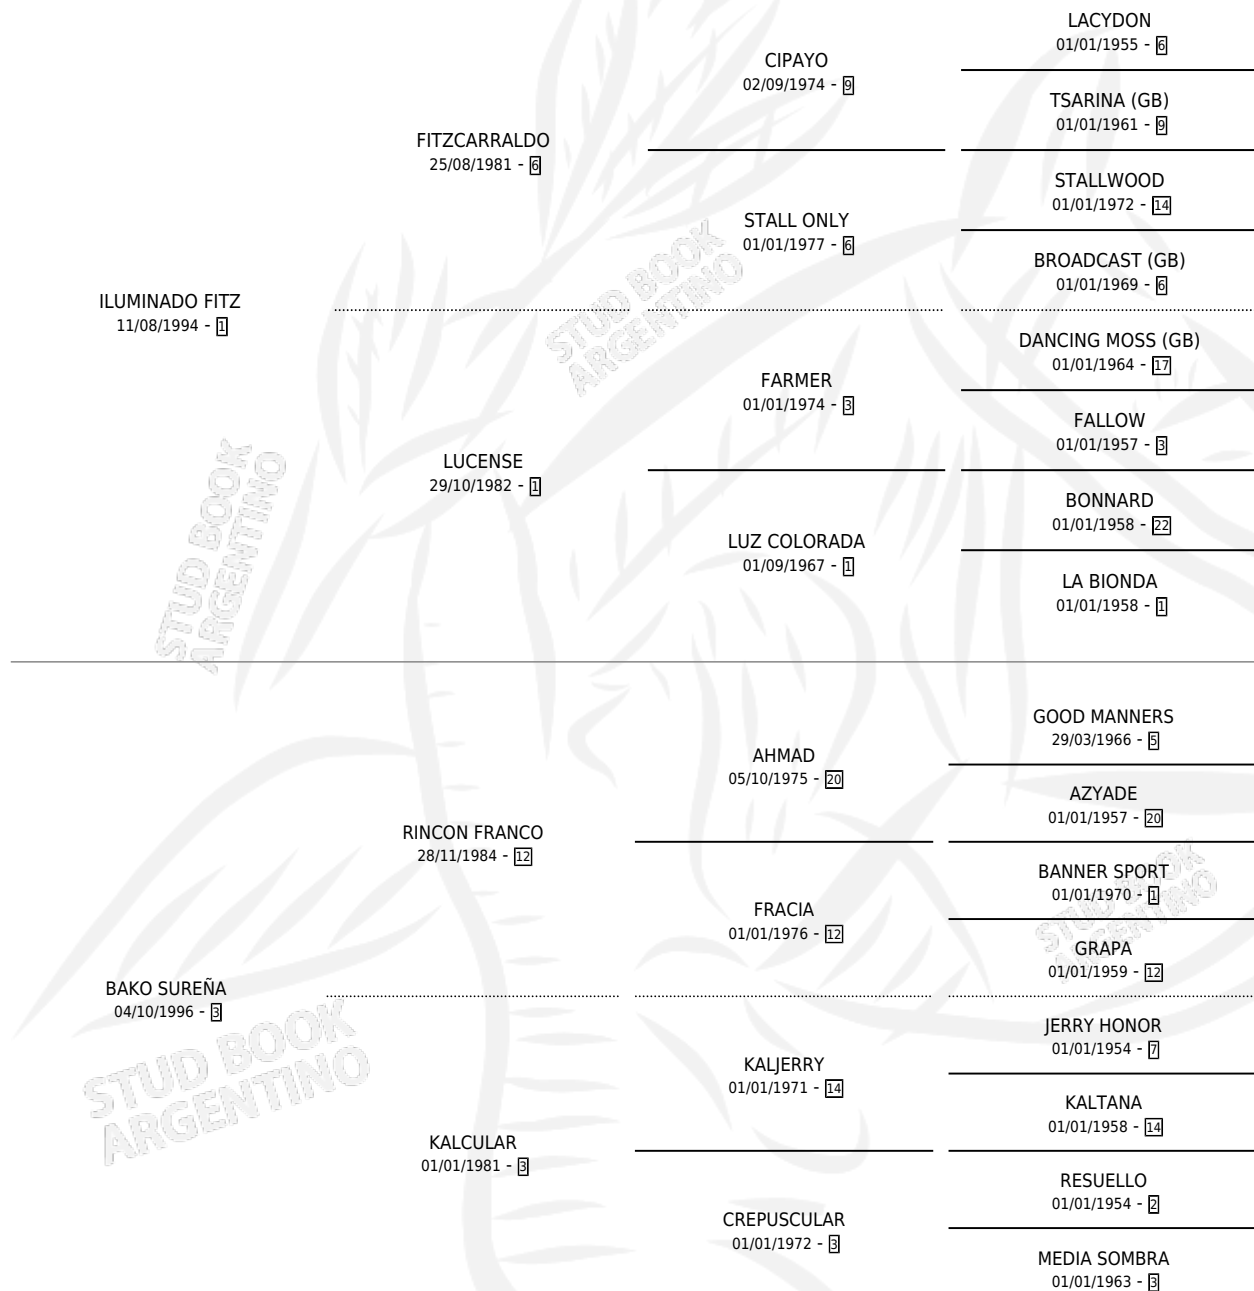 LACYDON
01/01/1955 - 6
CIPAYO
02/09/1974 - 9
TSARINA (GB)
01/01/1961 - 9
FITZCARRALDO
25/08/1981 - 6
STALLWOOD
01/01/1972 - 14
STALL ONLY
01/01/1977 - 6
BROADCAST (GB)
01/01/1969 - 6
ILUMINADO FITZ
11/08/1994 - 1
STUD BOOK
ARGENTINO
DANCING MOSS (GB)
01/01/1964 - 17
FARMER
01/01/1974 - 3
FALLOW
01/01/1957 - 3
LUCENSE
29/10/1982 - 1
BONNARD
01/01/1958 - 22
LUZ COLORADA
01/09/1967 - 1
LA BIONDA
01/01/1958 - 1
STUD BOOK
ARGENTINO
GOOD MANNERS
29/03/1966 - 5
AHMAD
05/10/1975 - 20
AZYADE
01/01/1957 - 20
RINCON FRANCO
28/11/1984 - 12
BANNER SPORT
01/01/1970 - 1
FRACIA
01/01/1976 - 12
GRAPA
01/01/1959 - 12
STUD BOOK
ARGENTINO
BAKO SUREÑA
04/10/1996 - 3
JERRY HONOR
01/01/1954 - 7
KALJERRY
01/01/1971 - 14
KALTANA
01/01/1958 - 14
STUD BOOK
ARGENTINO
KALCULAR
01/01/1981 - 3
RESUELLO
01/01/1954 - 2
CREPUSCULAR
01/01/1972 - 3
MEDIA SOMBRA
01/01/1963 - 3